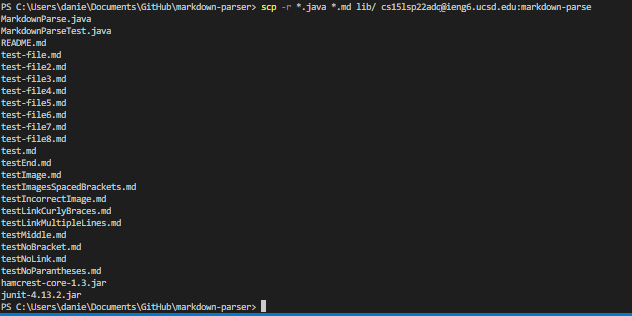 PS C:\Users\danie\Documents\GitHub\markdown-parser> scp -r *.java *.md lib/ cs15lsp22adc@ieng6.ucsd.edu:markdown-parse
MarkdownParse.java
MarkdownParseTest.java
README.md
test-file.md
test-file2.md
test-file3.md
test-file4.md
test-file5.md
test-file6.md
test-file7.md
test-file8.md
test.md
testEnd.md
testImage.md
testImagesSpacedBrackets.md
testIncorrectImage.md
testLinkCurlyBraces.md
testLinkMultipleLines.md
testMiddle.md
testNoBracket.md
testNoLink.md
testNoParantheses.md
hamcrest-core-1.3.jar
junit-4.13.2.jar
PS C:\Users\danie\Documents\GitHub\markdown-parser>